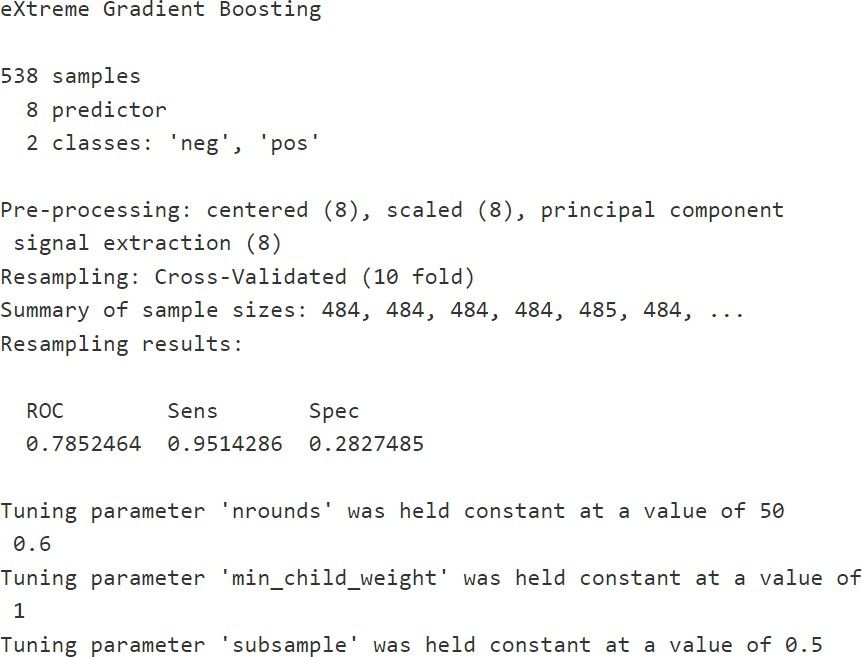 eXtreme Gradient Boosting
538 samples
8 predictor
2 classes: 'neg', 'pos'
Pre-processing: centered (8), scaled (8), principal component
signal extraction (8)
Resampling: Cross-Validated (10 fold)
Summary of sample sizes: 484, 484, 484, 484, 485, 484, ...
Resampling results:
ROC Sens Spec
0.7852464 0.9514286 0.2827485
Tuning parameter 'nrounds' was held constant at a value of 50
0.6
Tuning parameter 'min_child_weight' was held constant at a value of
1
Tuning parameter 'subsample' was held constant at a value of 0.5